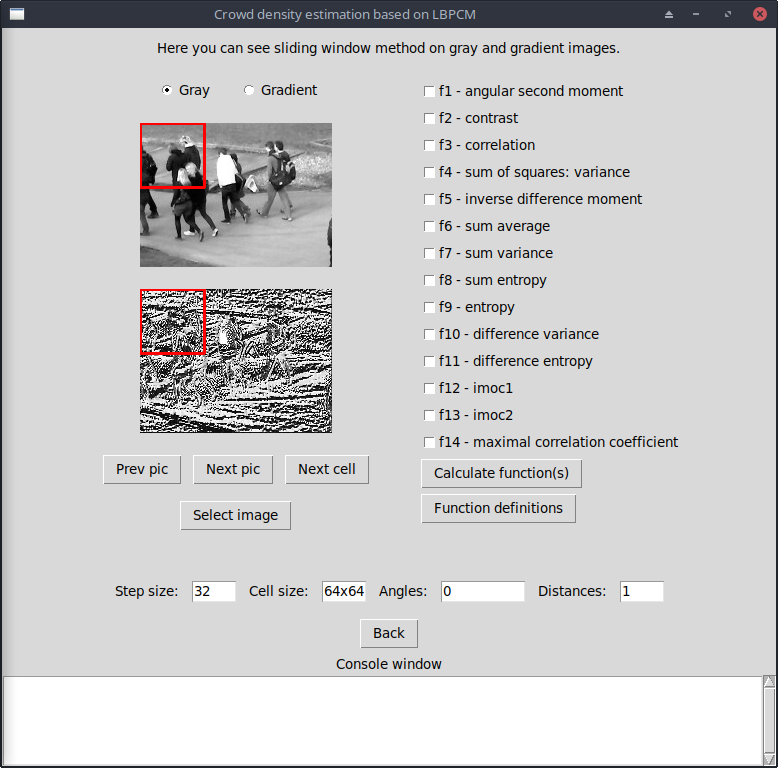 Crowd density estimation based on LBPCM
Here you can see sliding window method on gray and gradient images.
Gray Gradient
f1 - angular second moment
f2 - contrast
f3 - correlation
f4 - sum of squares: variance
f5 - inverse difference moment
f6 - sum average
f7 - sum variance
f8 - sum entropy
f9 - entropy
f10 - difference variance
f11 - difference entropy
f12 - imoc1
f13 - imoc2
f14 - maximal correlation coefficient
Prev pic Next pic Next cell
Select image
Calculate function(s)
Function definitions
Step size: 32 Cell size: 64x64 Angles: 0 Distances: 1
Back
Console window